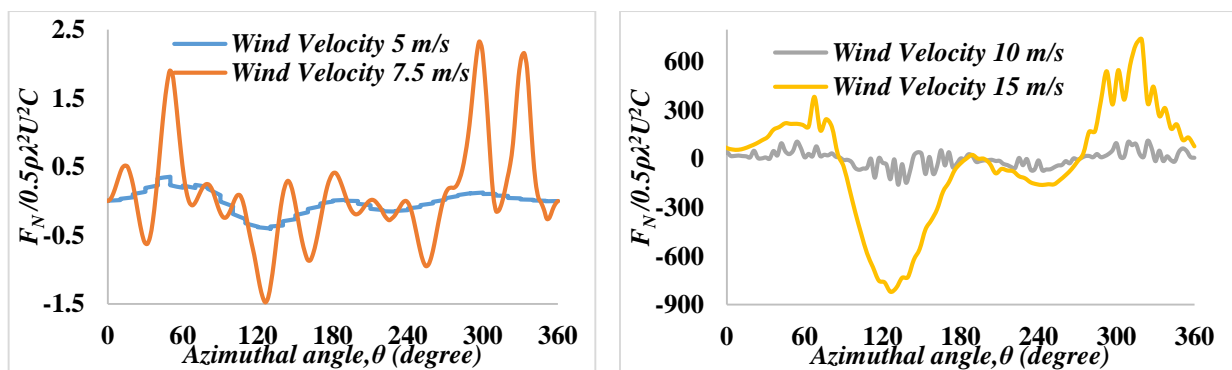 2.5
1.5
0.5
-0.5
-1.5
F_N/0.5ρλ²U²C
Wind Velocity 5 m/s
Wind Velocity 7.5 m/s
0 60 120 180 240 300 360
Azimuthal angle,θ (degree)
600
300
0
-300
-600
-900
F_N/0.5ρλ²U²C
Wind Velocity 10 m/s
Wind Velocity 15 m/s
0 60 120 180 240 300 360
Azimuthal angle,θ (degree)